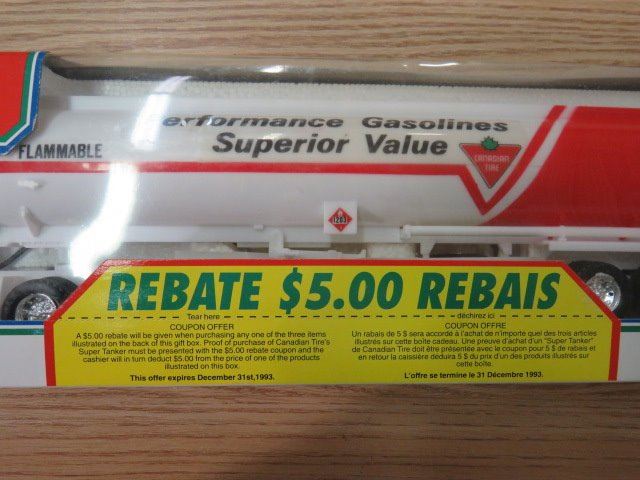 Performance Gasolines
Superior Value
FLAMMABLE
CANADIAN
TIRE
1203
REBATE $5.00 REBAIS
Tear here
déchirez ici
COUPON OFFER
A $5.00 rebate will be given when purchasing any one of the three items
illustrated on the back of this gift box. Proof of purchase of Canadian Tire's
Super Tanker must be presented with the $5.00 rebate coupon and the
cashier will in turn deduct $5.00 from the price of one of the products
illustrated on this box.
This offer expires December 31st,1993.
COUPON OFFRE
Un rabais de 5 $ sera accordé a l'achat de n'importe quel des trois articles
illustrés sur cette boîte cadeau. Une preuve d'achat d'un "Super Tanker"
de Canadian Tire doit être présentée avec le coupon pour 5 $ de rabais et
en retour la caissière déduira 5 $ du prix d'un des produits illustrés sur
cette boîte.
L'offre se termine le 31 Décembre 1993.